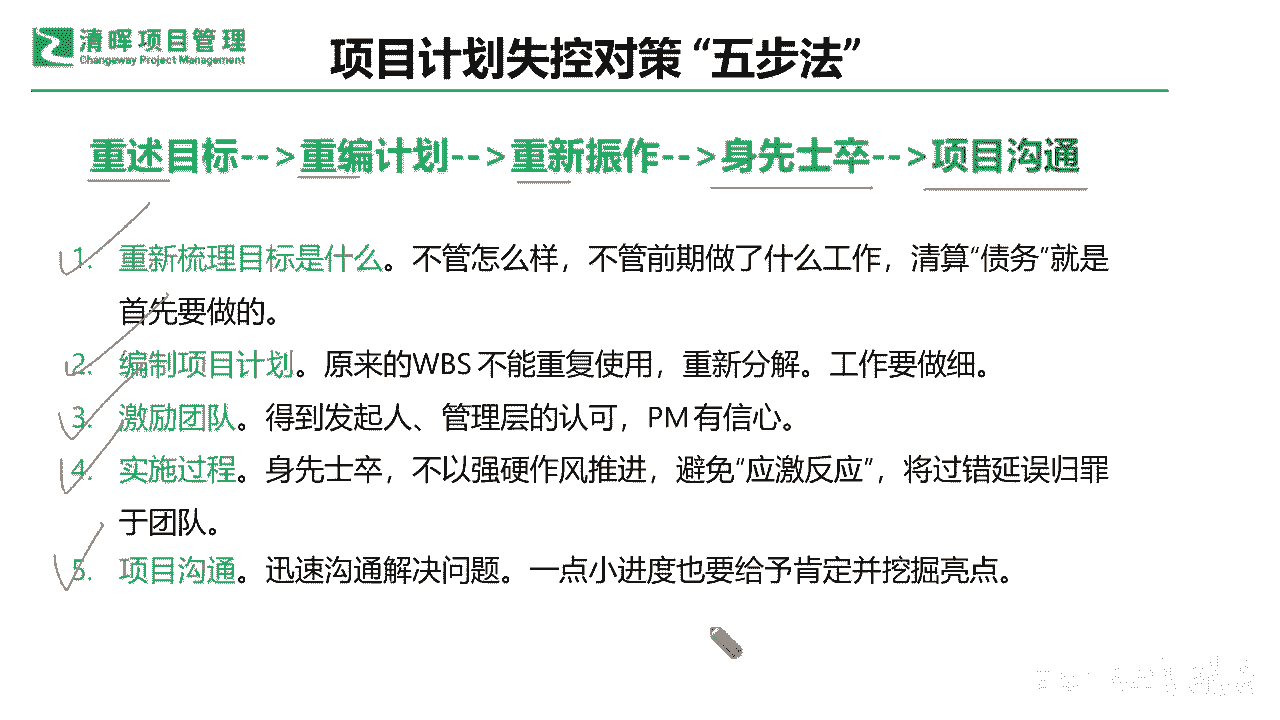 清晖项目管理
Changeway Project Management
项目计划失控对策 “五步法”
重述目标-->重编计划-->重新振作-->身先士卒-->项目沟通
1. 重新梳理目标是什么。不管怎么样，不管前期做了什么工作，清算“债务”就是
首先要做的。
2. 编制项目计划。原来的WBS 不能重复使用，重新分解。工作要做细。
3. 激励团队。得到发起人、管理层的认可，PM 有信心。
4. 实施过程。身先士卒，不以强硬作风推进，避免“应激反应”，将过错延误归罪
于团队。
5. 项目沟通。迅速沟通解决问题。一点小进度也要给予肯定并挖掘亮点。